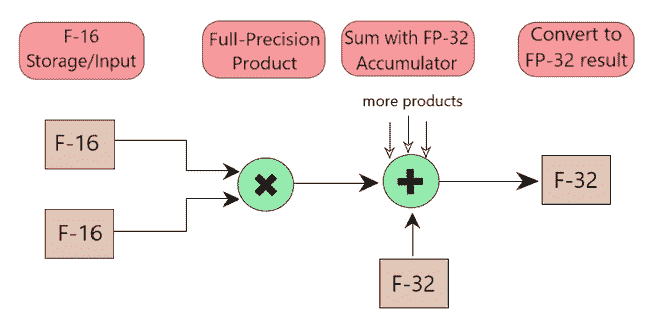 F-16
Storage/Input
Full-Precision
Product
Sum with FP-32
Accumulator
Convert to
FP-32 result
more products
F-16
F-16
F-32
F-32